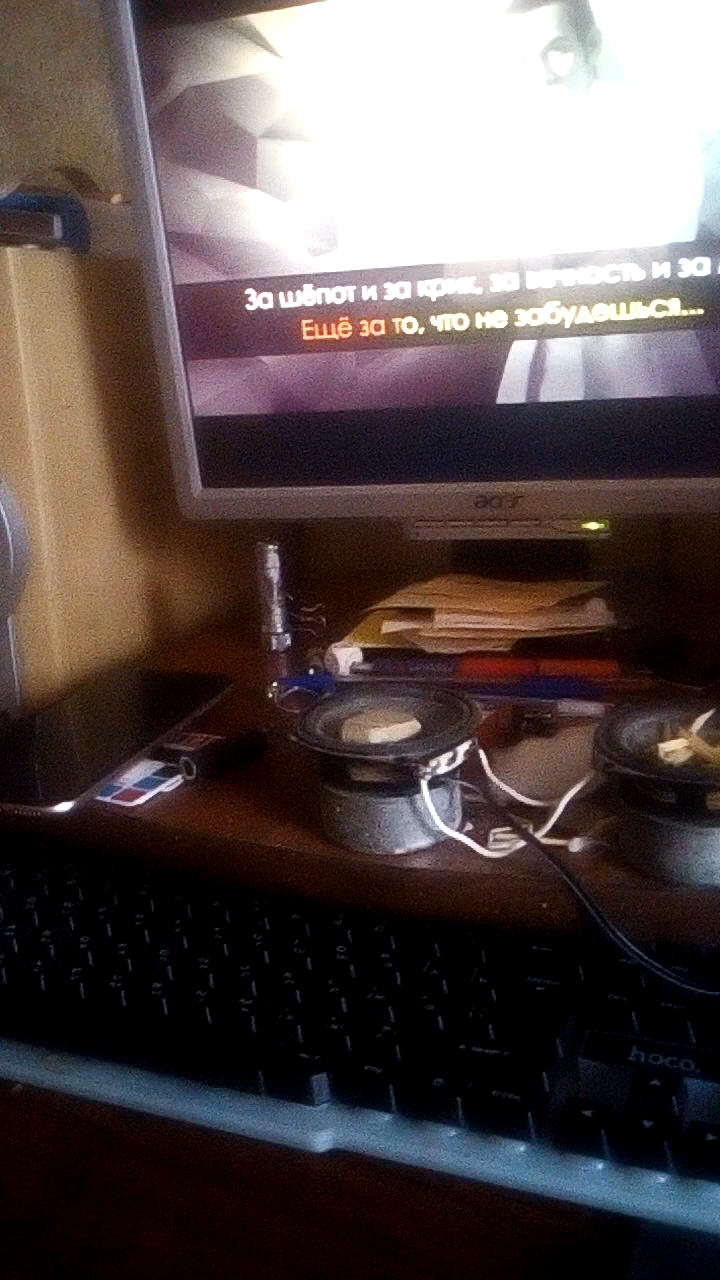 За шёпот и за крик, за вечность и за
Ещё за то, что не забудешься...
acer
hoco.